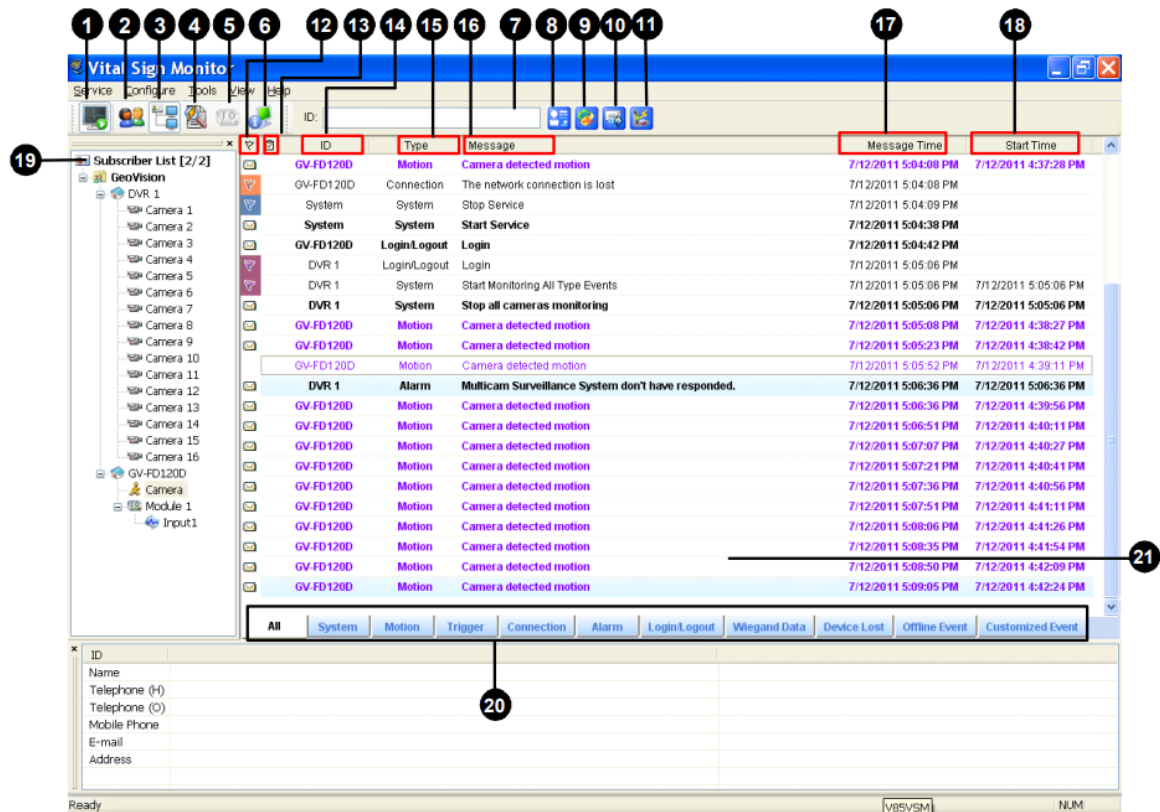 1 2 3 4 5 6 12 13 14 15 16 7 8 9 10 11 17 18
Vital Sign Monitor
Service Configure Tools View Help
ID:
ID Type Message Message Time Start Time
19
Subscriber List [2/2]
GeoVision
DVR 1
Camera 1
Camera 2
Camera 3
Camera 4
Camera 5
Camera 6
Camera 7
Camera 8
Camera 9
Camera 10
Camera 11
Camera 12
Camera 13
Camera 14
Camera 15
Camera 16
GV-FD120D
Camera
Module 1
Input1
GV-FD120D Motion Camera detected motion 7/12/2011 5:04:08 PM 7/12/2011 4:37:28 PM
GV-FD120D Connection The network connection is lost 7/12/2011 5:04:08 PM
System System Stop Service 7/12/2011 5:04:09 PM
System System Start Service 7/12/2011 5:04:38 PM
GV-FD120D Login/Logout Login 7/12/2011 5:04:42 PM
DVR 1 Login/Logout Login 7/12/2011 5:05:06 PM
DVR 1 System Start Monitoring All Type Events 7/12/2011 5:05:06 PM 7/12/2011 5:05:06 PM
DVR 1 System Stop all cameras monitoring 7/12/2011 5:05:06 PM 7/12/2011 5:05:06 PM
GV-FD120D Motion Camera detected motion 7/12/2011 5:05:08 PM 7/12/2011 4:38:27 PM
GV-FD120D Motion Camera detected motion 7/12/2011 5:05:23 PM 7/12/2011 4:38:42 PM
GV-FD120D Motion Camera detected motion 7/12/2011 5:05:52 PM 7/12/2011 4:39:11 PM
DVR 1 Alarm Multicam Surveillance System don't have responded. 7/12/2011 5:06:36 PM 7/12/2011 5:06:36 PM
GV-FD120D Motion Camera detected motion 7/12/2011 5:06:36 PM 7/12/2011 4:39:56 PM
GV-FD120D Motion Camera detected motion 7/12/2011 5:06:51 PM 7/12/2011 4:40:11 PM
GV-FD120D Motion Camera detected motion 7/12/2011 5:07:07 PM 7/12/2011 4:40:27 PM
GV-FD120D Motion Camera detected motion 7/12/2011 5:07:21 PM 7/12/2011 4:40:41 PM
GV-FD120D Motion Camera detected motion 7/12/2011 5:07:36 PM 7/12/2011 4:40:56 PM
GV-FD120D Motion Camera detected motion 7/12/2011 5:07:51 PM 7/12/2011 4:41:11 PM
GV-FD120D Motion Camera detected motion 7/12/2011 5:08:06 PM 7/12/2011 4:41:26 PM
GV-FD120D Motion Camera detected motion 7/12/2011 5:08:35 PM 7/12/2011 4:41:54 PM
GV-FD120D Motion Camera detected motion 7/12/2011 5:08:50 PM 7/12/2011 4:42:09 PM
GV-FD120D Motion Camera detected motion 7/12/2011 5:09:05 PM 7/12/2011 4:42:24 PM
21
All System Motion Trigger Connection Alarm Login/Logout Wiegand Data Device Lost Offline Event Customized Event
20
ID
Name
Telephone (H)
Telephone (O)
Mobile Phone
E-mail
Address
Ready V85VSM NUM